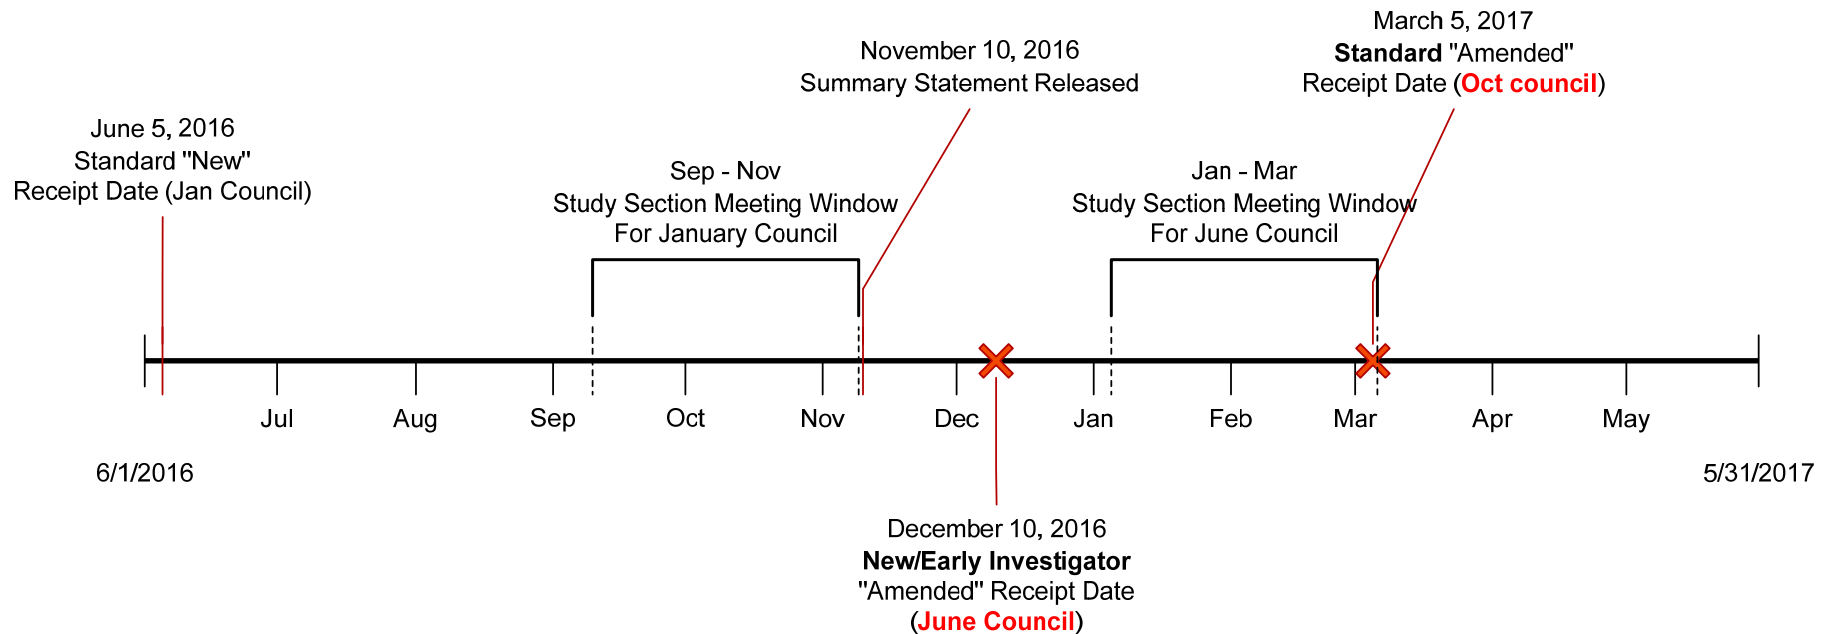 March 5, 2017
Standard "Amended"
Receipt Date (Oct council)
November 10, 2016
Summary Statement Released
June 5, 2016
Standard "New"
Receipt Date (Jan Council)
Sep - Nov
Study Section Meeting Window
For January Council
Jan - Mar
Study Section Meeting Window
For June Council
Jul
Aug
Sep
Oct
Nov
Dec
Jan
Feb
Mar
Apr
May
6/1/2016
5/31/2017
December 10, 2016
New/Early Investigator
"Amended" Receipt Date
(June Council)